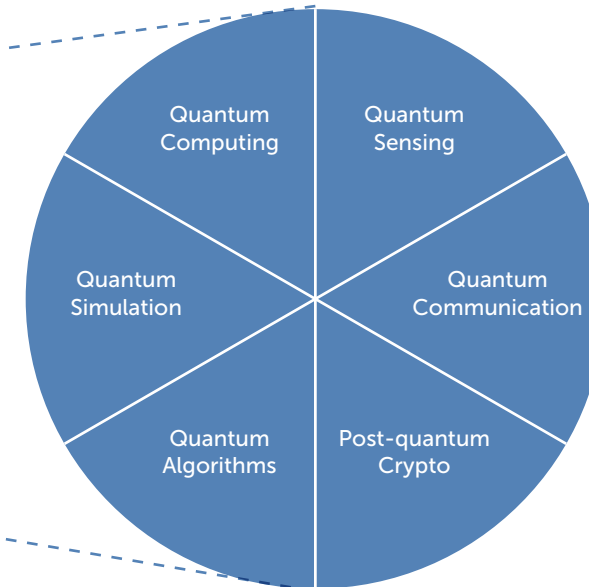 Quantum
Computing
Quantum
Sensing
Quantum
Simulation
Quantum
Communication
Quantum
Algorithms
Post-quantum
Crypto